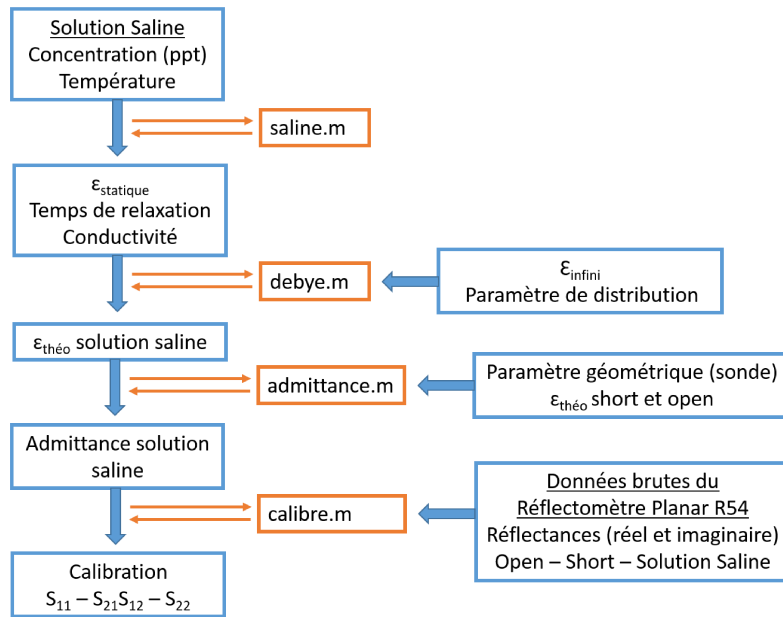 Solution Saline
Concentration (ppt)
Température
saline.m
εstatique
Temps de relaxation
Conductivité
debye.m
εinfini
Paramètre de distribution
εthéo solution saline
admittance.m
Paramètre géométrique (sonde)
εthéo short et open
Admittance solution
saline
calibre.m
Données brutes du
Réflectomètre Planar R54
Réflectances (réel et imaginaire)
Open – Short – Solution Saline
Calibration
S11 – S21S12 – S22